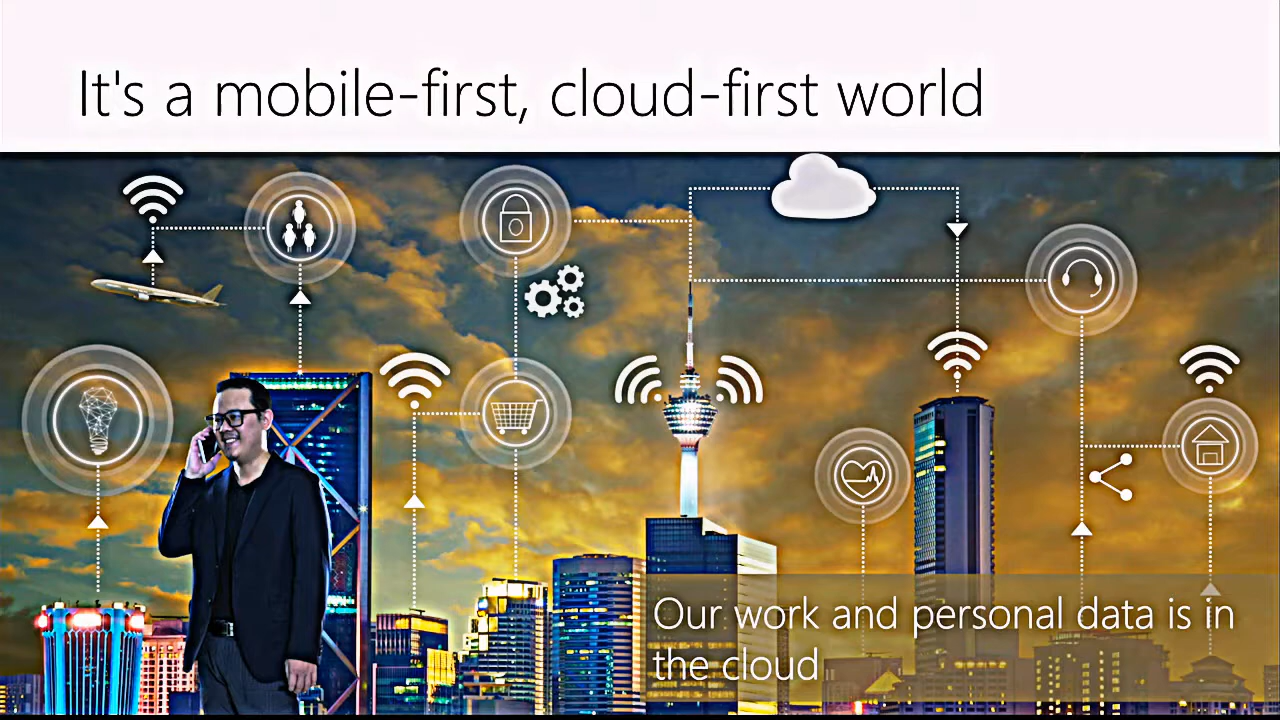 It's a mobile-first, cloud-first world
Our work and personal data is in
the cloud